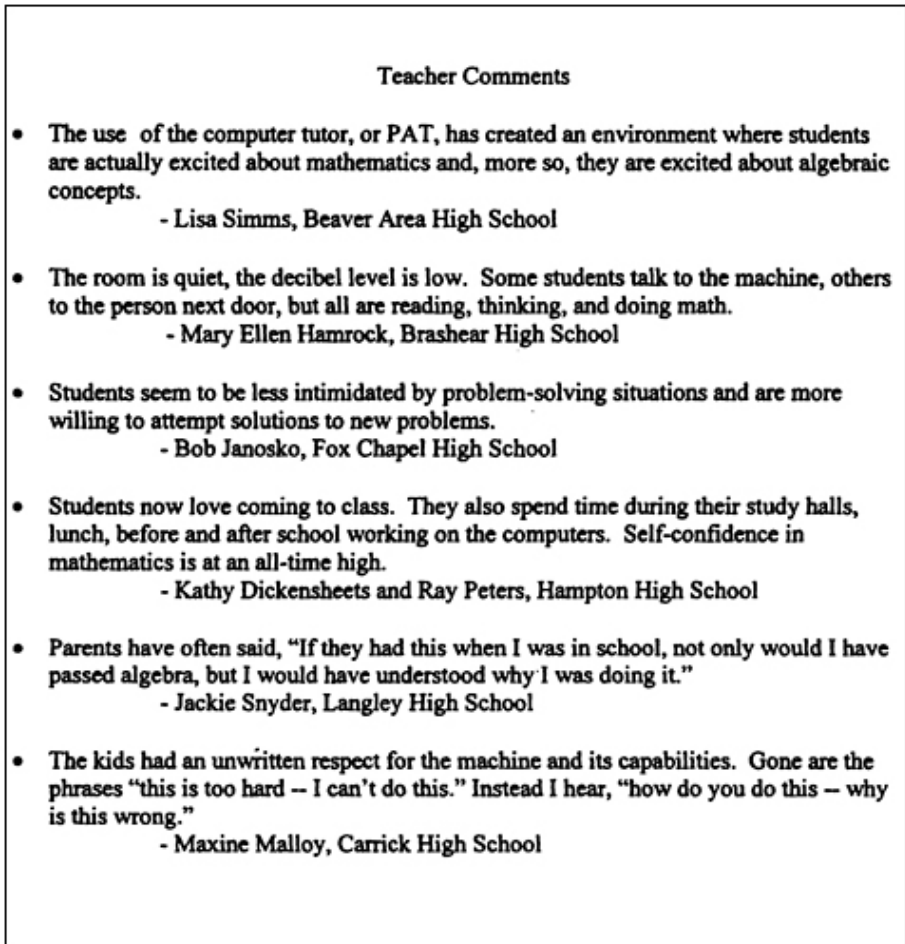 Teacher Comments
• The use of the computer tutor, or PAT, has created an environment where students
are actually excited about mathematics and, more so, they are excited about algebraic
concepts.
- Lisa Simms, Beaver Area High School
• The room is quiet, the decibel level is low. Some students talk to the machine, others
to the person next door, but all are reading, thinking, and doing math.
- Mary Ellen Hamrock, Brashear High School
• Students seem to be less intimidated by problem-solving situations and are more
willing to attempt solutions to new problems.
- Bob Janosko, Fox Chapel High School
• Students now love coming to class. They also spend time during their study halls,
lunch, before and after school working on the computers. Self-confidence in
mathematics is at an all-time high.
- Kathy Dickensheets and Ray Peters, Hampton High School
• Parents have often said, “If they had this when I was in school, not only would I have
passed algebra, but I would have understood why I was doing it.”
- Jackie Snyder, Langley High School
• The kids had an unwritten respect for the machine and its capabilities. Gone are the
phrases “this is too hard -- I can't do this.” Instead I hear, “how do you do this -- why
is this wrong.”
- Maxine Malloy, Carrick High School